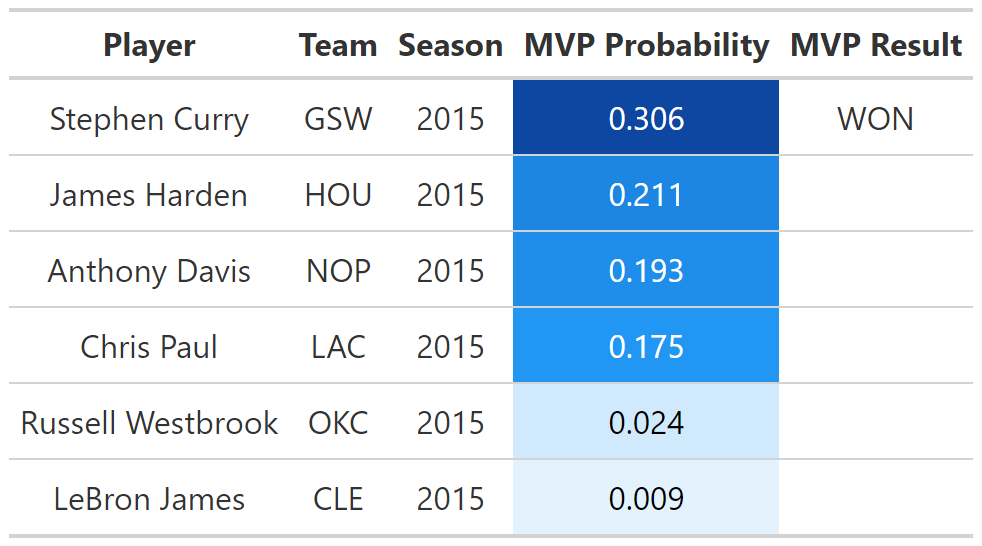 Player Team Season MVP Probability MVP Result
Stephen Curry GSW 2015 0.306 WON
James Harden HOU 2015 0.211
Anthony Davis NOP 2015 0.193
Chris Paul LAC 2015 0.175
Russell Westbrook OKC 2015 0.024
LeBron James CLE 2015 0.009